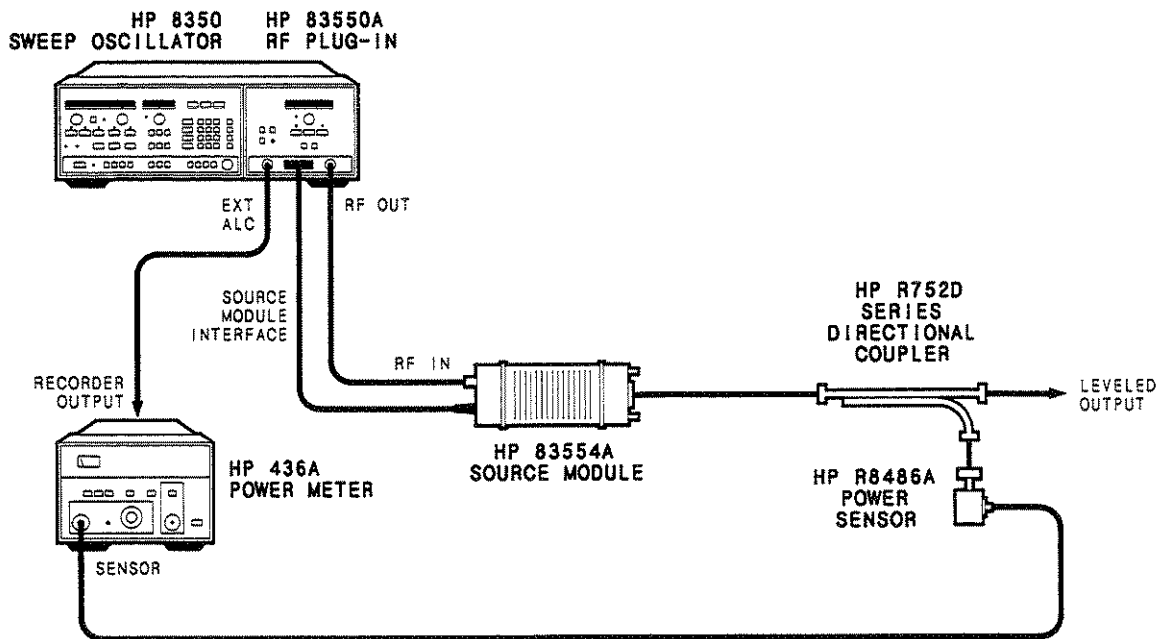 HP 8350
SWEEP OSCILLATOR
HP 83550A
RF PLUG-IN
EXT
ALC
RF OUT
SOURCE
MODULE
INTERFACE
RF IN
RECORDER
OUTPUT
HP 436A
POWER METER
SENSOR
HP 83554A
SOURCE MODULE
HP R752D
SERIES
DIRECTIONAL
COUPLER
LEVELED
OUTPUT
HP R8486A
POWER
SENSOR